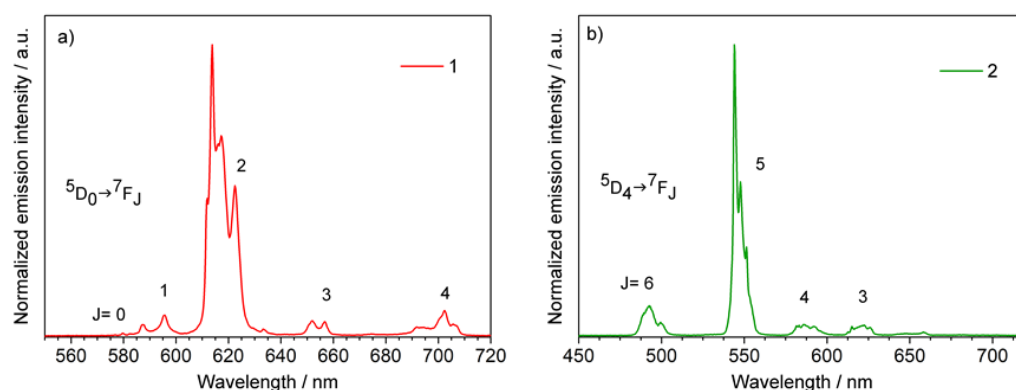 a)
1
Normalized emission intensity / a.u.
⁵D₀→⁷F_J
J= 0
1
2
3
4
560 580 600 620 640 660 680 700 720
Wavelength / nm
b)
2
Normalized emission intensity / a.u.
⁵D₄→⁷F_J
J= 6
5
4
3
450 500 550 600 650 700
Wavelength / nm